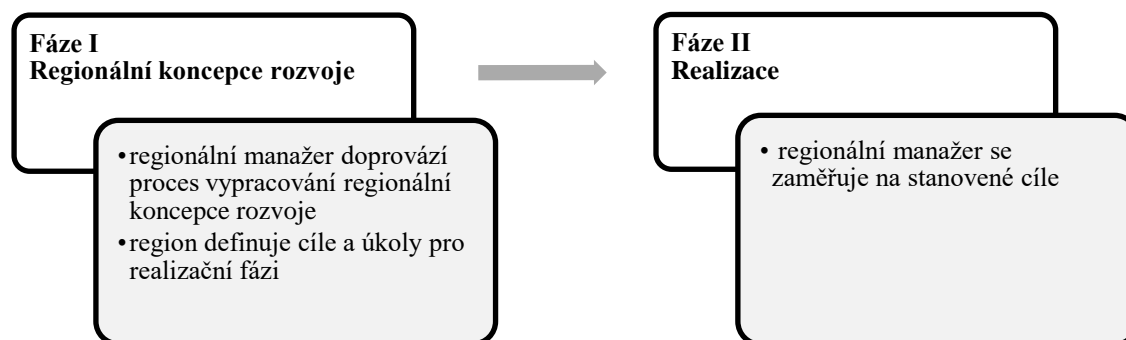 Fáze I
Regionální koncepce rozvoje
•regionální manažer doprovází
proces vypracování regionální
koncepce rozvoje
•region definuje cíle a úkoly pro
realizační fázi
Fáze II
Realizace
• regionální manažer se
zaměřuje na stanovené cíle